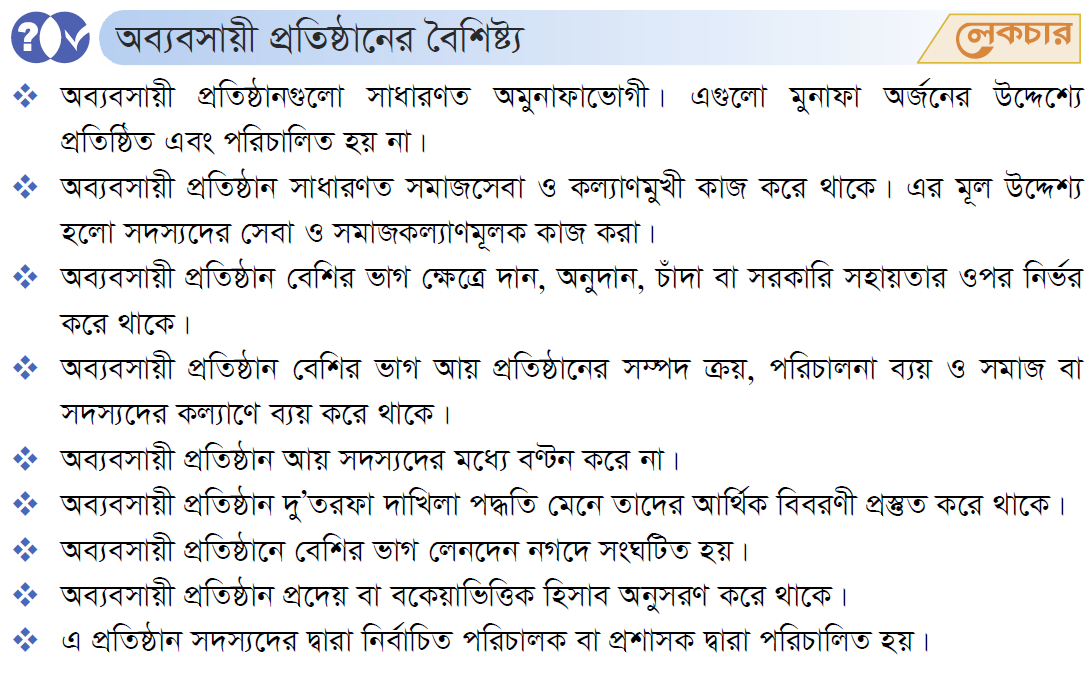 অব্যবসায়ী প্রতিষ্ঠানের বৈশিষ্ট্য
লেকচার
অব্যবসায়ী প্রতিষ্ঠানগুলো সাধারণত অমুনাফাভোগী। এগুলো মুনাফা অর্জনের উদ্দেশ্যে
প্রতিষ্ঠিত এবং পরিচালিত হয় না।
অব্যবসায়ী প্রতিষ্ঠান সাধারণত সমাজসেবা ও কল্যাণমুখী কাজ করে থাকে। এর মূল উদ্দেশ্য
হলো সদস্যদের সেবা ও সমাজকল্যাণমূলক কাজ করা।
অব্যবসায়ী প্রতিষ্ঠান বেশির ভাগ ক্ষেত্রে দান, অনুদান, চাঁদা বা সরকারি সহায়তার ওপর নির্ভর
করে থাকে।
অব্যবসায়ী প্রতিষ্ঠান বেশির ভাগ আয় প্রতিষ্ঠানের সম্পদ ক্রয়, পরিচালনা ব্যয় ও সমাজ বা
সদস্যদের কল্যাণে ব্যয় করে থাকে।
অব্যবসায়ী প্রতিষ্ঠান আয় সদস্যদের মধ্যে বণ্টন করে না।
অব্যবসায়ী প্রতিষ্ঠান দু’তরফা দাখিলা পদ্ধতি মেনে তাদের আর্থিক বিবরণী প্রস্তুত করে থাকে।
অব্যবসায়ী প্রতিষ্ঠানে বেশির ভাগ লেনদেন নগদে সংঘটিত হয়।
অব্যবসায়ী প্রতিষ্ঠান প্রদেয় বা বকেয়াভিত্তিক হিসাব অনুসরণ করে থাকে।
এ প্রতিষ্ঠান সদস্যদের দ্বারা নির্বাচিত পরিচালক বা প্রশাসক দ্বারা পরিচালিত হয়।